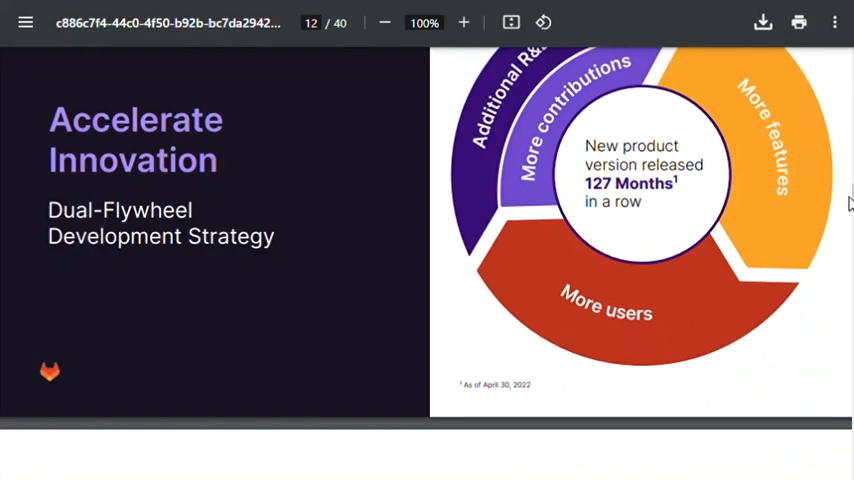 c886c7f4-44c0-4f50-b92b-bc7da2942...
12 / 40
100%
Accelerate
Innovation
Dual-Flywheel
Development Strategy
Additional
More contributions
More features
New product
version released
127 Months¹
in a row
More users
¹ As of April 30, 2022